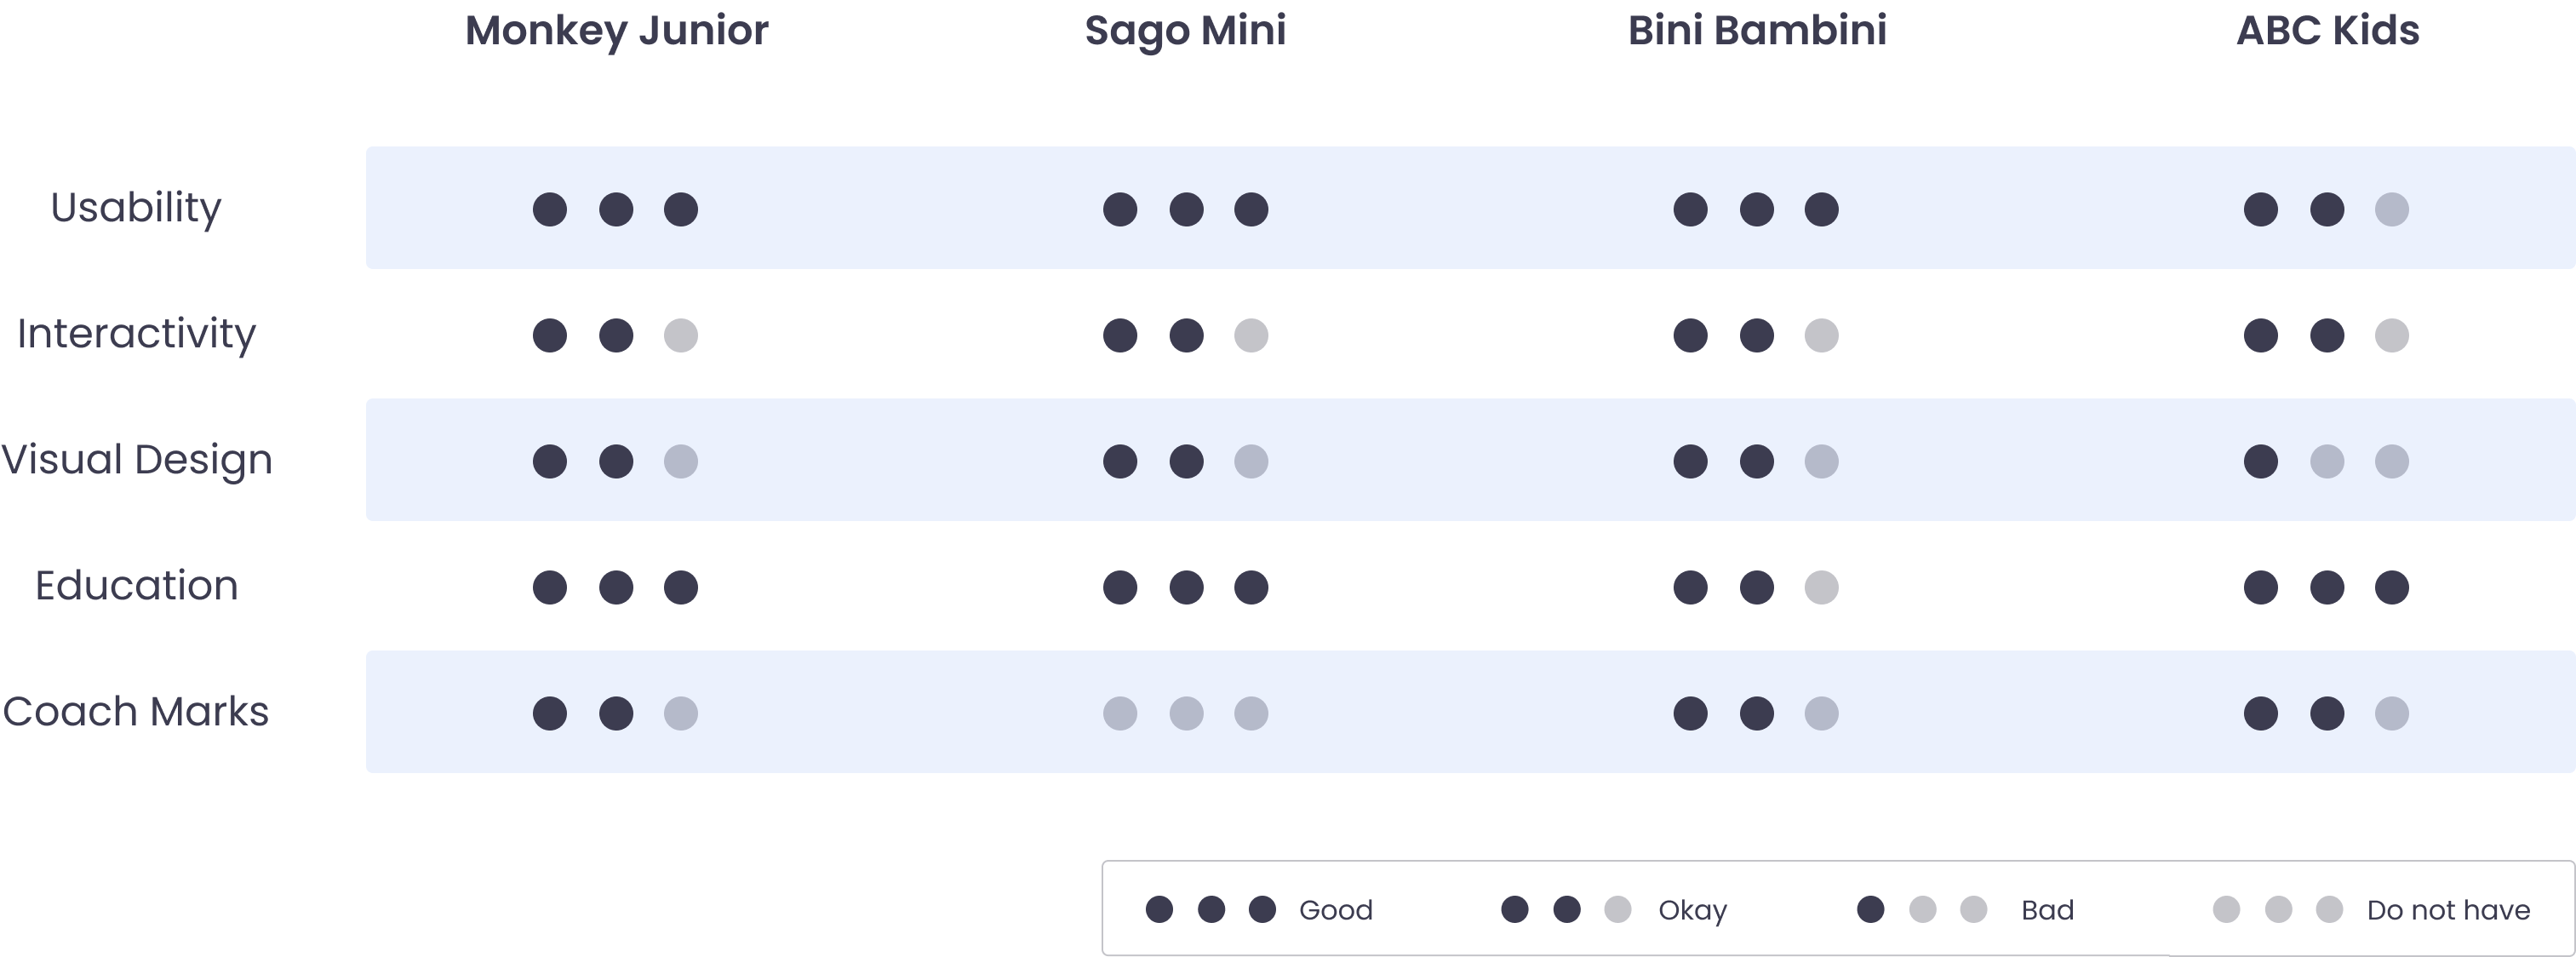 Monkey Junior Sago Mini Bini Bambini ABC Kids
Usability
Interactivity
Visual Design
Education
Coach Marks
Good Okay Bad Do not have